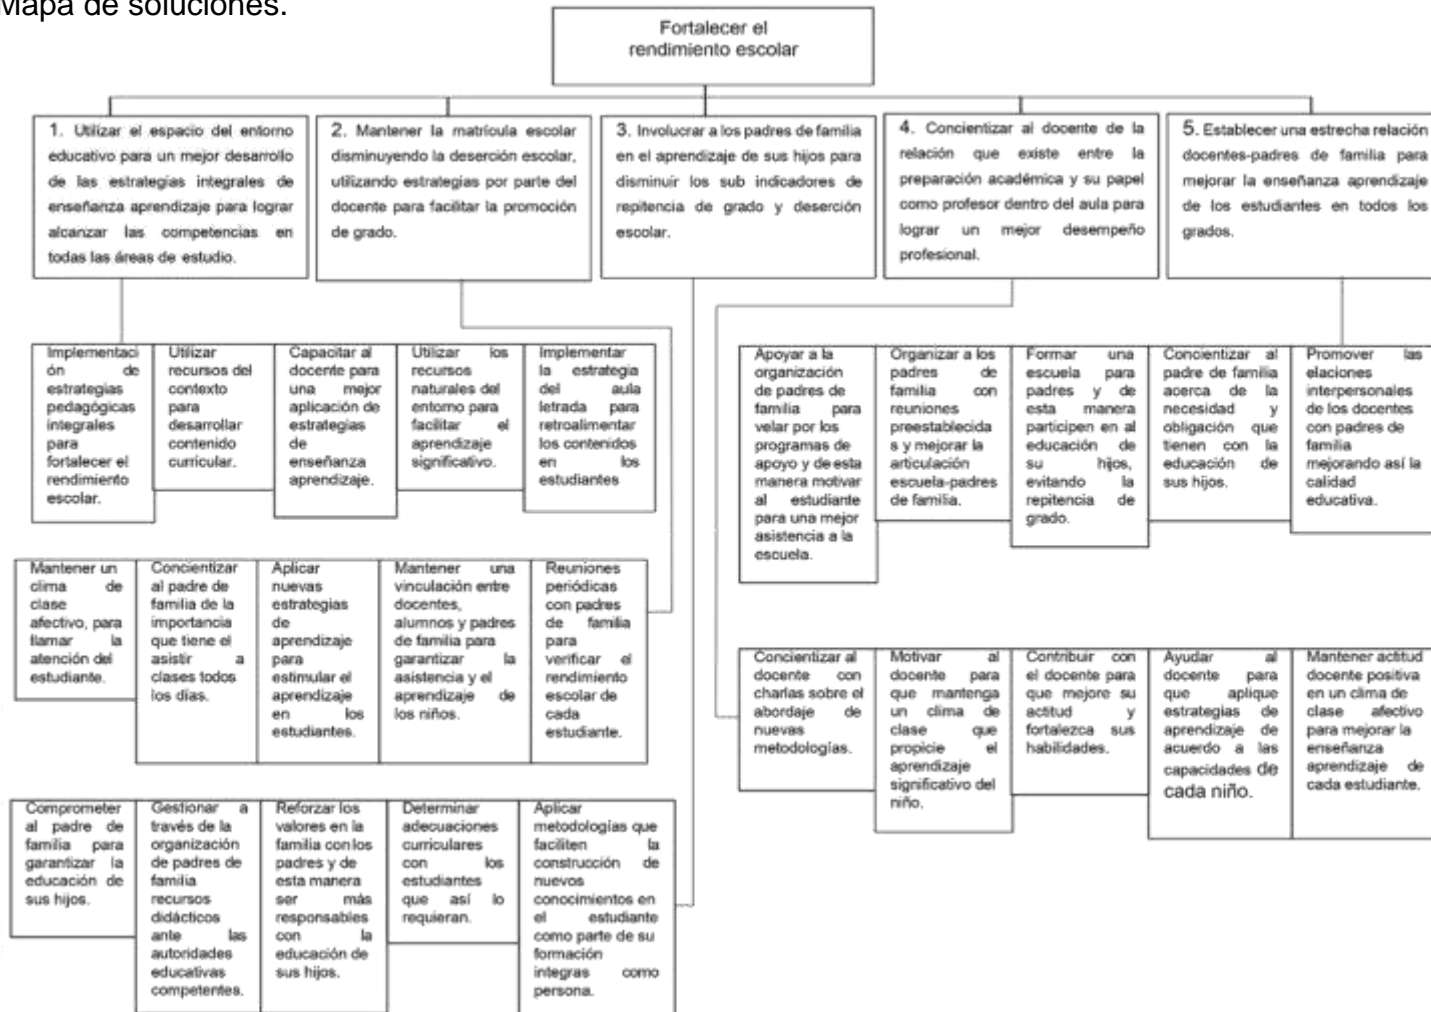 Mapa de soluciones.
Fortalecer el
rendimiento escolar
1. Utilizar el espacio del entorno
educativo para un mejor desarrollo
de las estrategias integrales de
enseñanza aprendizaje para lograr
alcanzar las competencias en
todas las áreas de estudio.
2. Mantener la matrícula escolar
disminuyendo la deserción escolar,
utilizando estrategias por parte del
docente para facilitar la promoción
de grado.
3. Involucrar a los padres de familia
en el aprendizaje de sus hijos para
disminuir los sub indicadores de
repitencia de grado y deserción
escolar.
4. Concientizar al docente de la
relación que existe entre la
preparación académica y su papel
como profesor dentro del aula para
lograr un mejor desempeño
profesional.
5. Establecer una estrecha relación
docentes-padres de familia para
mejorar la enseñanza aprendizaje
de los estudiantes en todos los
grados.
Implementaci
ón de
estrategias
pedagógicas
integrales
para
fortalecer el
rendimiento
escolar.
Utilizar
recursos del
contexto
para
desarrollar
contenido
curricular.
Capacitar al
docente para
una mejor
aplicación de
estrategias
de
enseñanza
aprendizaje.
Utilizar los
recursos
naturales del
entorno para
facilitar el
aprendizaje
significativo.
Implementar
la estrategia
del aula
letrada para
retroalimentar
los contenidos
en los
estudiantes
Apoyar a la
organización
de padres de
familia para
velar por los
programas de
apoyo y de esta
manera motivar
al estudiante
para una mejor
asistencia a la
escuela.
Organizar a los
padres de
familia con
reuniones
preestablecida
s y mejorar la
articulación
escuela-padres
de familia.
Formar una
escuela para
padres y de
esta manera
participen en al
educación de
su hijos,
evitando la
repitencia de
grado.
Concientizar al
padre de familia
acerca de la
necesidad y
obligación que
tienen con la
educación de
sus hijos.
Promover las
elaciones
interpersonales
de los docentes
con padres de
familia
mejorando así la
calidad
educativa.
Mantener un
clima de
clase
afectivo, para
llamar la
atención del
estudiante.
Concientizar
al padre de
familia de la
importancia
que tiene el
asistir a
clases todos
los días.
Aplicar
nuevas
estrategias
de
aprendizaje
para
estimular el
aprendizaje
en los
estudiantes.
Mantener una
vinculación entre
docentes,
alumnos y padres
de familia para
garantizar la
asistencia y el
aprendizaje de
los niños.
Reuniones
periódicas
con padres
de familia
para
verificar el
rendimiento
escolar de
cada
estudiante.
Concientizar al
docente con
charlas sobre el
abordaje de
nuevas
metodologías.
Motivar al
docente para
que mantenga
un clima de
clase que
propicie el
aprendizaje
significativo del
niño.
Contribuir con
el docente para
que mejore su
actitud y
fortalezca sus
habilidades.
Ayudar al
docente para
que aplique
estrategias de
aprendizaje de
acuerdo a las
capacidades de
cada niño.
Mantener actitud
docente positiva
en un clima de
clase afectivo
para mejorar la
enseñanza
aprendizaje de
cada estudiante.
Comprometer
al padre de
familia para
garantizar la
educación de
sus hijos.
Gestionar a
través de la
organización
de padres de
familia
recursos
didácticos
ante las
autoridades
educativas
competentes.
Reforzar los
valores en la
familia con los
padres y de
esta manera
ser más
responsables
con la
educación de
sus hijos.
Determinar
adecuaciones
curriculares
con los
estudiantes
que así lo
requieran.
Aplicar
metodologías que
faciliten la
construcción de
nuevos
conocimientos en
el estudiante
como parte de su
formación
integras como
persona.